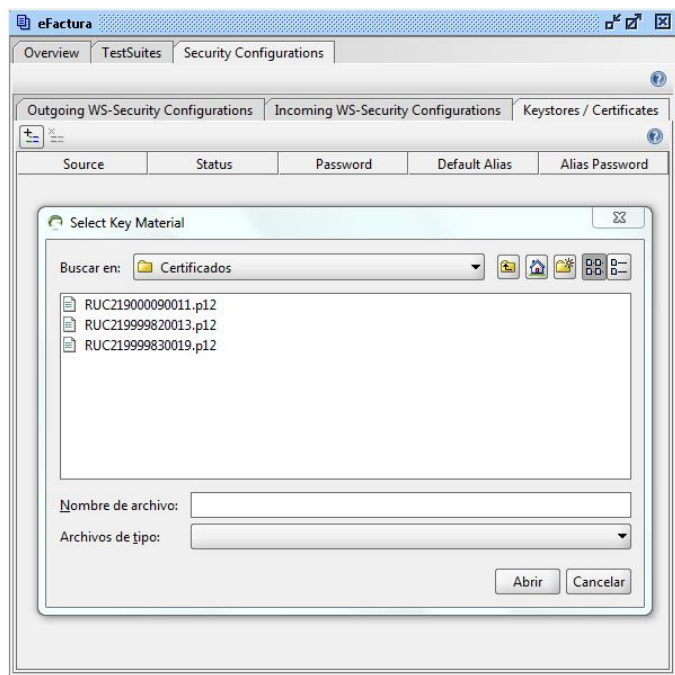 eFactura
Overview TestSuites Security Configurations
Outgoing WS-Security Configurations Incoming WS-Security Configurations Keystores / Certificates
Source Status Password Default Alias Alias Password
Select Key Material
Buscar en: Certificados
RUC219000090011.p12
RUC219999820013.p12
RUC219999830019.p12
Nombre de archivo:
Archivos de tipo:
Abrir Cancelar